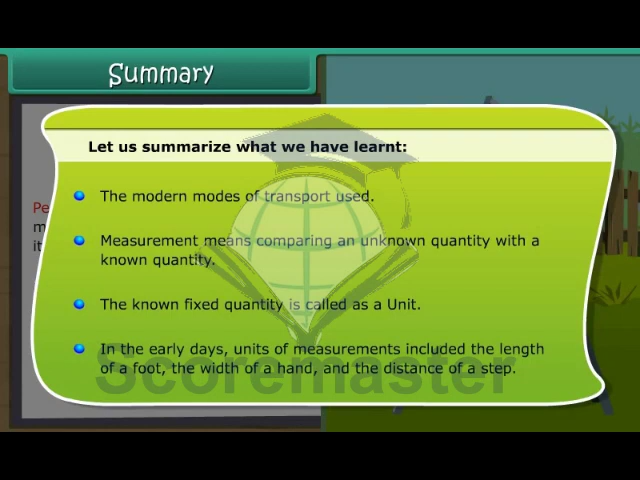 Summary
Let us summarize what we have learnt:
The modern modes of transport used.
Measurement means comparing an unknown quantity with a
known quantity.
The known fixed quantity is called as a Unit.
In the early days, units of measurements included the length
of a foot, the width of a hand, and the distance of a step.
Scoremaster